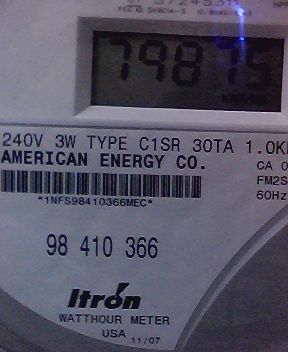 79875
240V 3W TYPE C1SR 30TA 1.0K
AMERICAN ENERGY CO.
CA 0
FM2S
60Hz
*1NFS98410366MEC*
98 410 366
Itron
WATTHOUR METER
USA 11/07